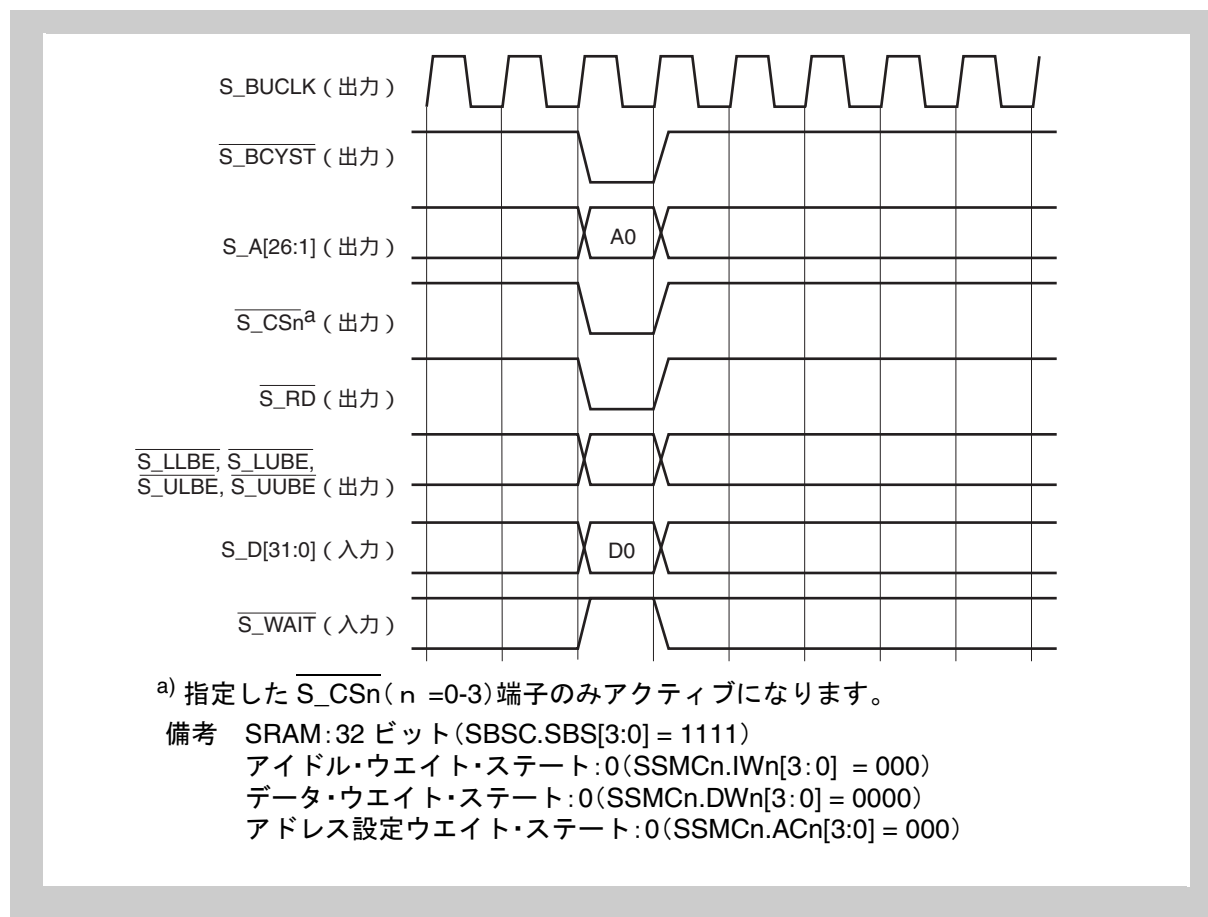 S_BUCLK(出力)
S_BCYST(出力)
S_A[26:1](出力)
A0
S_CSn a(出力)
S_RD(出力)
S_LLBE, S_LUBE,
S_ULBE, S_UUBE(出力)
S_D[31:0](入力)
D0
S_WAIT(入力)
a) 指定した S_CSn(n =0-3)端子のみアクティブになります。
備考 SRAM:32 ビット(SBSC.SBS[3:0] = 1111)
アイドル・ウエイト・ステート:0(SSMCn.IWn[3:0] = 000)
データ・ウエイト・ステート:0(SSMCn.DWn[3:0] = 0000)
アドレス設定ウエイト・ステート:0(SSMCn.ACn[3:0] = 000)